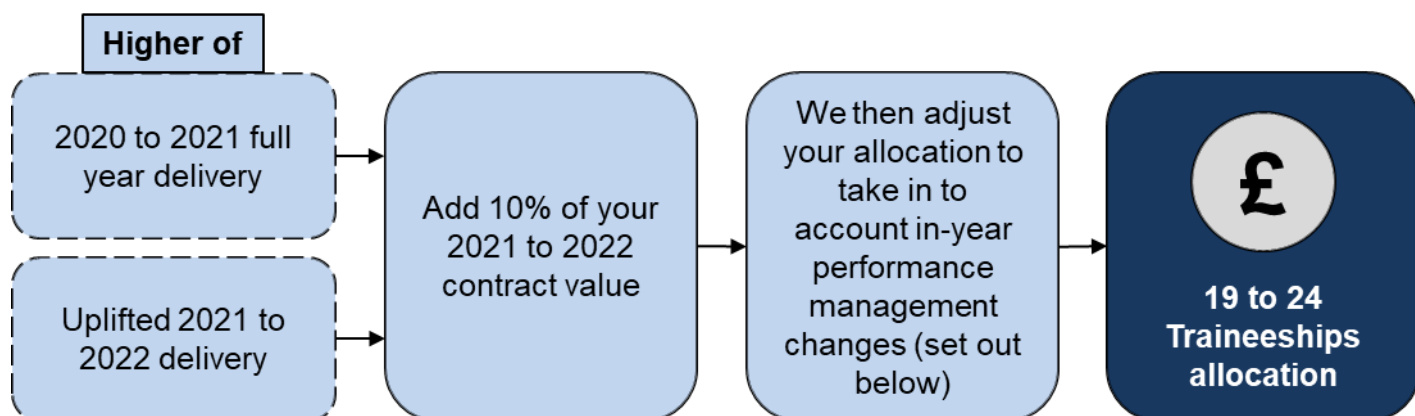 Higher of
2020 to 2021 full
year delivery
Uplifted 2021 to
2022 delivery
Add 10% of your
2021 to 2022
contract value
We then adjust
your allocation to
take in to
account in-year
performance
management
changes (set out
below)
£
19 to 24
Traineeships
allocation